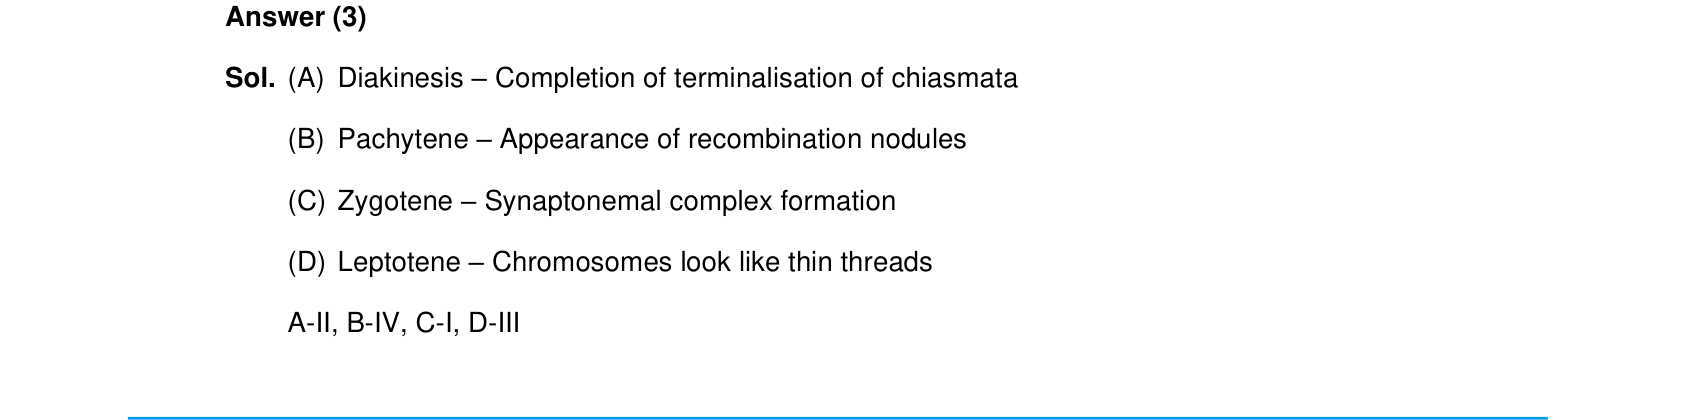 Answer (3)
Sol. (A) Diakinesis – Completion of terminalisation of chiasmata
(B) Pachytene – Appearance of recombination nodules
(C) Zygotene – Synaptonemal complex formation
(D) Leptotene – Chromosomes look like thin threads
A-II, B-IV, C-I, D-III